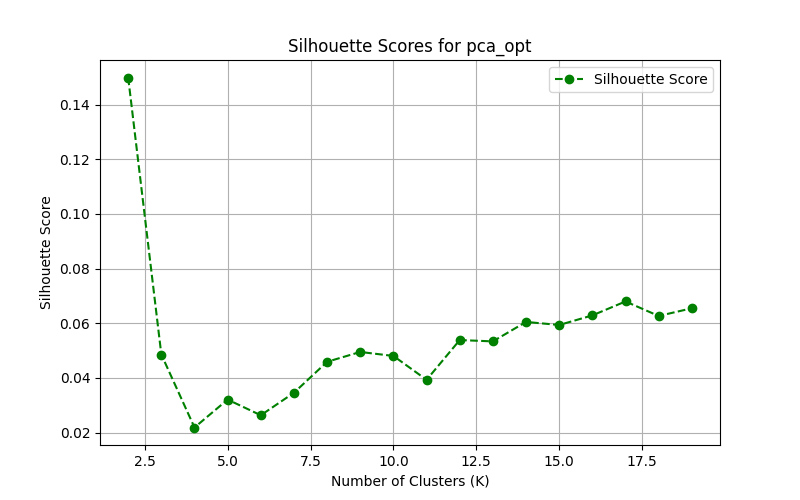 Silhouette Scores for pca_opt
Silhouette Score
0.14
0.12
0.10
0.08
0.06
0.04
0.02
Silhouette Score
2.5 5.0 7.5 10.0 12.5 15.0 17.5
Number of Clusters (K)